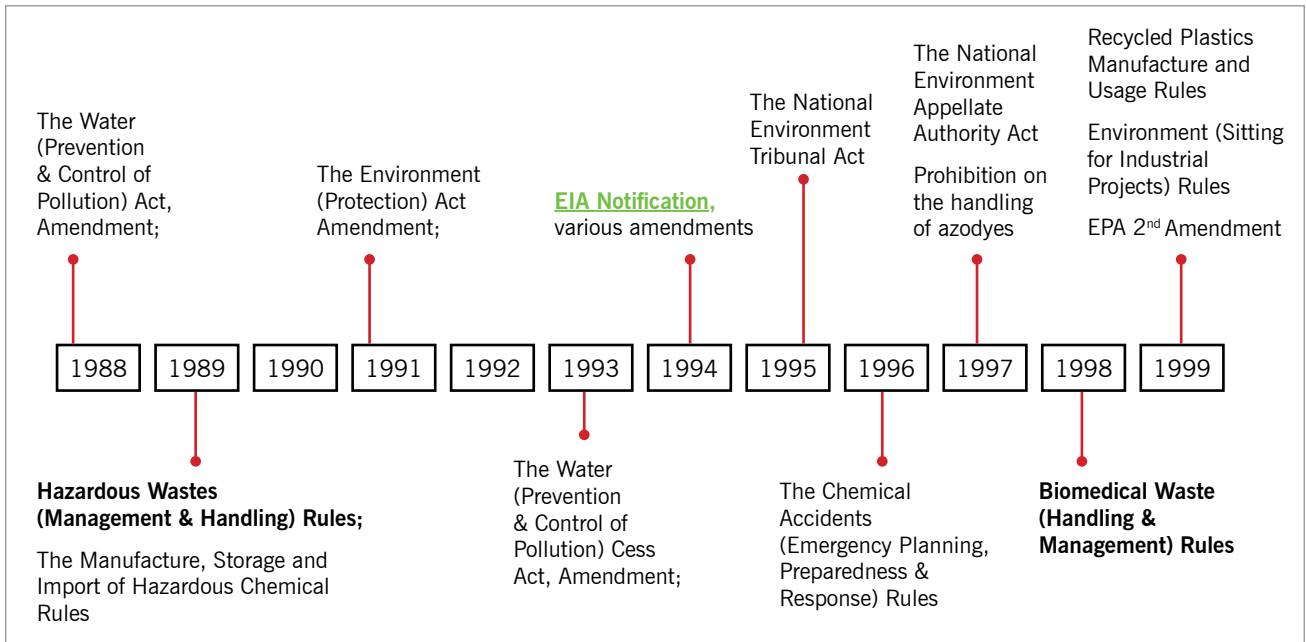 The Water
(Prevention
& Control of
Pollution) Act,
Amendment;
The Environment
(Protection) Act
Amendment;
EIA Notification,
various amendments
The National
Environment
Tribunal Act
The National
Environment
Appellate
Authority Act
Prohibition on
the handling
of azodyes
Recycled Plastics
Manufacture and
Usage Rules
Environment (Sitting
for Industrial
Projects) Rules
EPA 2nd Amendment
1988 1989 1990 1991 1992 1993 1994 1995 1996 1997 1998 1999
Hazardous Wastes
(Management & Handling) Rules;
The Manufacture, Storage and
Import of Hazardous Chemical
Rules
The Water
(Prevention
& Control of
Pollution) Cess
Act, Amendment;
The Chemical
Accidents
(Emergency Planning,
Preparedness &
Response) Rules
Biomedical Waste
(Handling &
Management) Rules